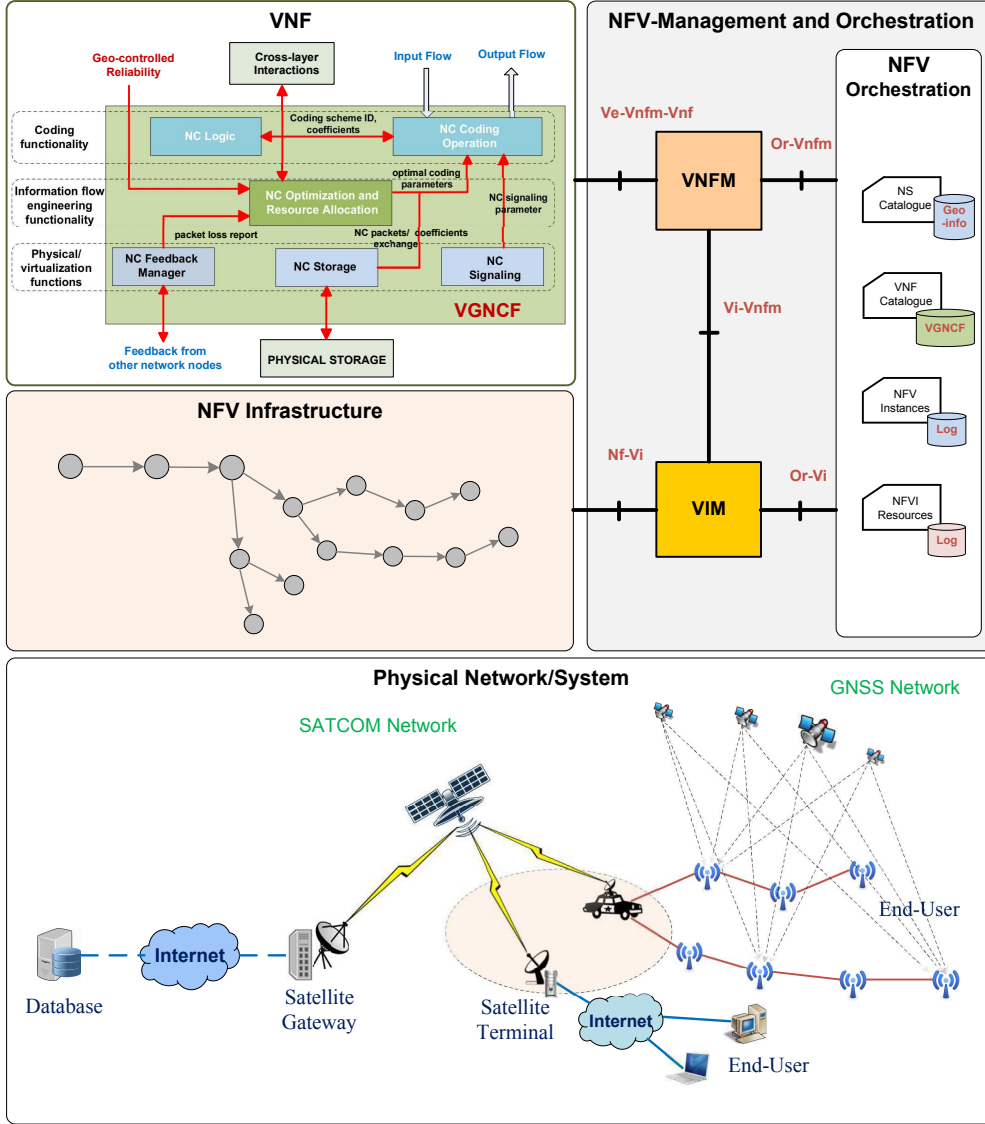 VNF
Geo-controlled
Reliability
Cross-layer
Interactions
Input Flow
Output Flow
Coding
functionality
NC Logic
Coding scheme ID,
coefficients
NC Coding
Operation
Information flow
engineering
functionality
NC Optimization and
Resource Allocation
optimal coding
parameters
NC signaling
parameter
packet loss report
NC packets/ coefficients
exchange
Physical/
virtualization
functions
NC Feedback
Manager
NC Storage
NC
Signaling
VGNCF
Feedback from
other network nodes
PHYSICAL STORAGE
NFV-Management and Orchestration
NFV
Orchestration
Ve-Vnfm-Vnf
Or-Vnfm
VNFM
NS
Catalogue
Geo
-info
Vi-Vnfm
VNF
Catalogue
VGNCF
NFV
Instances
Log
Nf-Vi
Or-Vi
VIM
NFVI
Resources
Log
NFV Infrastructure
Physical Network/System
SATCOM Network
GNSS Network
End-User
Internet
Database
Satellite
Gateway
Satellite
Terminal
Internet
End-User